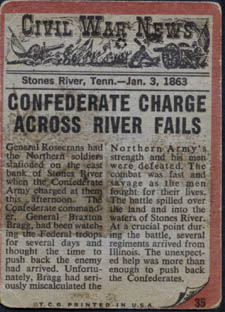 CIVIL WAR NEWS
Stones River, Tenn.—Jan. 3, 1863
CONFEDERATE CHARGE
ACROSS RIVER FAILS
General Rosecrans had
the Northern soldiers
stationed on the east
bank of Stones River
when the Confederate
Army charged at them
this afternoon. The
Confederate command-
er, General Braxton
Bragg, had been watch-
ing the Federal troops
for several days and
thought the time to
push back the enemy
had arrived. Unfortu-
nately, Bragg had seri-
ously miscalculated the
Northern Army's
strength and his men
were defeated. The
combat was fast and
savage as the men
fought for their lives.
The battle spilled over
the land and into the
waters of Stones River.
At a crucial point dur-
ing the battle, several
regiments arrived from
Illinois. The unexpect-
ed help was more than
enough to push back
the Confederates.
©T.C.G. PRINTED IN U.S.A.
35